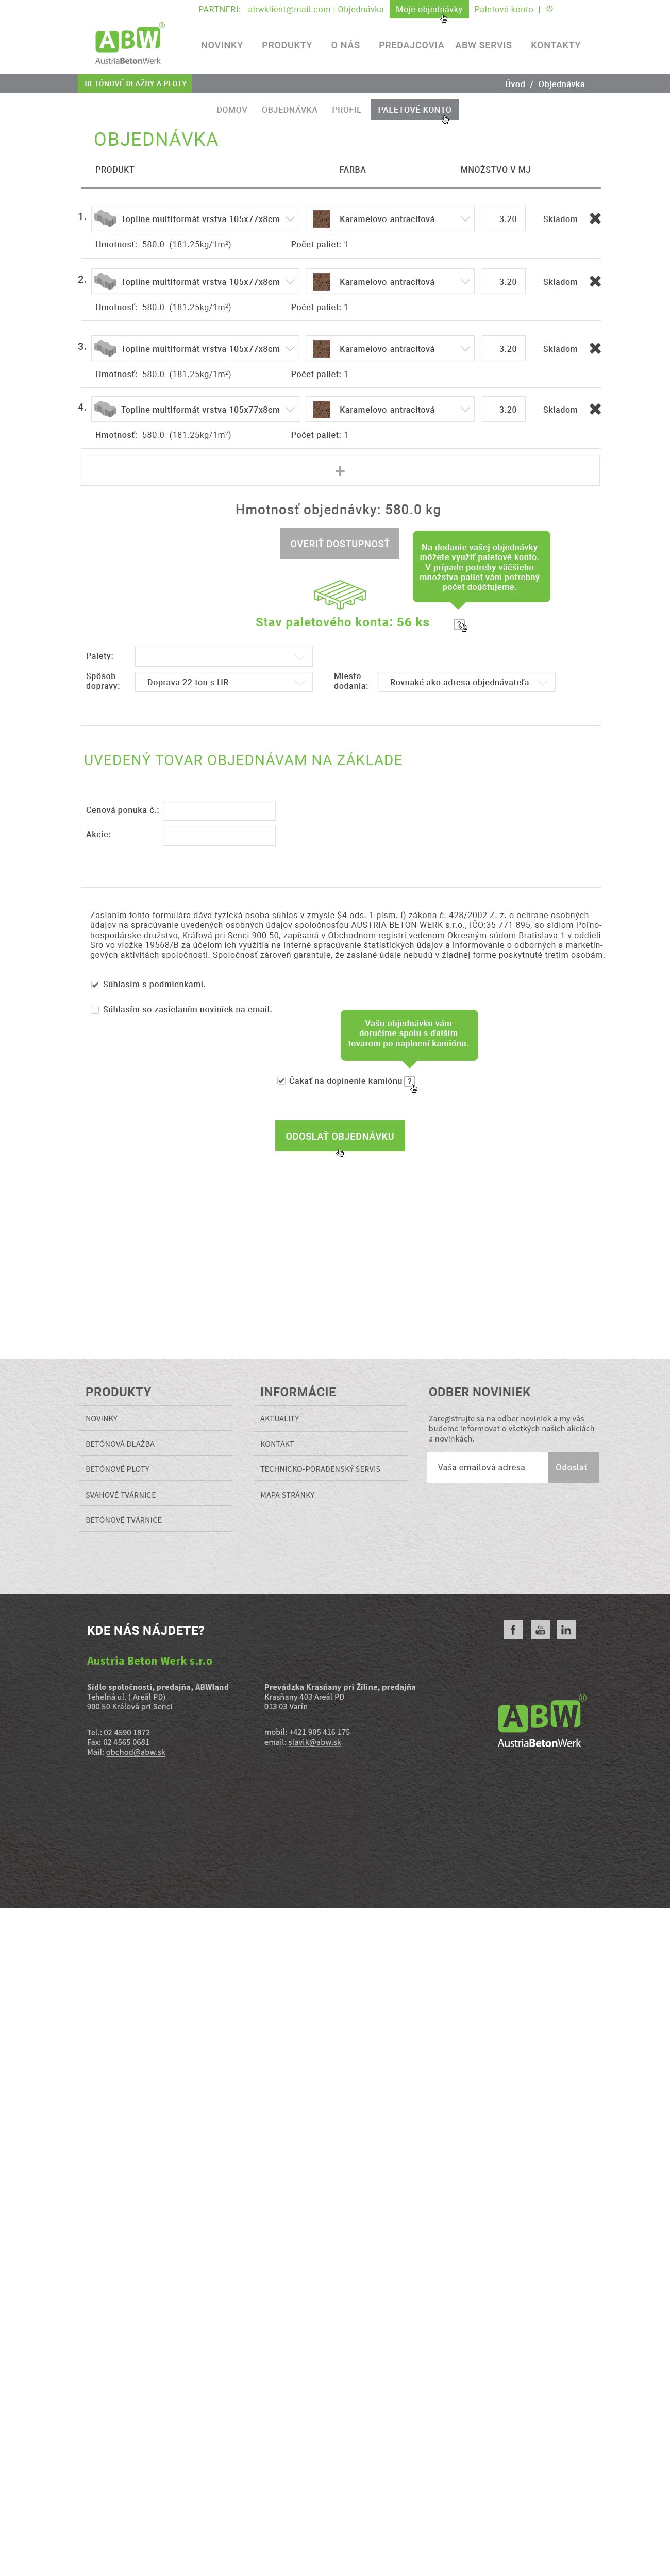 PARTNERI: abwklient@mail.com | Objednávka Moje objednávky Paletové konto |
ABW®
AustriaBetonWerk
NOVINKY PRODUKTY O NÁS PREDAJCOVIA ABW SERVIS KONTAKTY
BETÓNOVÉ DLAŽBY A PLOTY
Úvod / Objednávka
DOMOV OBJEDNÁVKA PROFIL PALETOVÉ KONTO
OBJEDNÁVKA
PRODUKT FARBA MNOŽSTVO V MJ
1. Topline multiformát vrstva 105x77x8cm Karamelovo-antracitová 3.20 Skladom
Hmotnosť: 580.0 (181.25kg/1m²) Počet paliet: 1
2. Topline multiformát vrstva 105x77x8cm Karamelovo-antracitová 3.20 Skladom
Hmotnosť: 580.0 (181.25kg/1m²) Počet paliet: 1
3. Topline multiformát vrstva 105x77x8cm Karamelovo-antracitová 3.20 Skladom
Hmotnosť: 580.0 (181.25kg/1m²) Počet paliet: 1
4. Topline multiformát vrstva 105x77x8cm Karamelovo-antracitová 3.20 Skladom
Hmotnosť: 580.0 (181.25kg/1m²) Počet paliet: 1
+
Hmotnosť objednávky: 580.0 kg
OVERIŤ DOSTUPNOSŤ
Na dodanie vašej objednávky
môžete využiť paletové konto.
V prípade potreby väčšieho
množstva paliet vám potrebný
počet doúčtujeme.
Stav paletového konta: 56 ks
?
Palety:
Spôsob
dopravy:
Doprava 22 ton s HR
Miesto
dodania:
Rovnaké ako adresa objednávateľa
UVEDENÝ TOVAR OBJEDNÁVAM NA ZÁKLADE
Cenová ponuka č.:
Akcie:
Zaslaním tohto formulára dáva fyzická osoba súhlas v zmysle $4 ods. 1 písm. i) zákona č. 428/2002 Z. z. o ochrane osobných
údajov na spracúvanie uvedených osobných údajov spoločnosťou AUSTRIA BETON WERK s.r.o., IČO:35 771 895, so sídlom Poľno-
hospodárske družstvo, Kráľová pri Senci 900 50, zapísaná v Obchodnom registri vedenom Okresným súdom Bratislava 1 v oddieli
Sro vo vložke 19568/B za účelom ich využitia na interné spracúvanie štatistických údajov a informovanie o odborných a marketin-
gových aktivitách spoločnosti. Spoločnosť zároveň garantuje, že zaslané údaje nebudú v žiadnej forme poskytnuté tretím osobám.
Súhlasím s podmienkami.
Súhlasím so zasielaním noviniek na email.
Vašu objednávku vám
doručíme spolu s ďalším
tovarom po naplnení kamiónu.
Čakať na doplnenie kamiónu ?
ODOSLAŤ OBJEDNÁVKU
PRODUKTY
NOVINKY
BETÓNOVÁ DLAŽBA
BETÓNOVÉ PLOTY
SVAHOVÉ TVÁRNICE
BETÓNOVÉ TVÁRNICE
INFORMÁCIE
AKTUALITY
KONTAKT
TECHNICKO-PORADENSKÝ SERVIS
MAPA STRÁNKY
ODBER NOVINIEK
Zaregistrujte sa na odber noviniek a my vás
budeme informovať o všetkých našich akciách
a novinkách.
Vaša emailová adresa Odoslať
KDE NÁS NÁJDETE?
Austria Beton Werk s.r.o
Sídlo spoločnosti, predajňa, ABWland
Tehelná ul. ( Areál PD)
900 50 Kráľová pri Senci
Tel.: 02 4590 1872
Fax: 02 4565 0681
Mail: obchod@abw.sk
Prevádzka Krasňany pri Žiline, predajňa
Krasňany 403 Areál PD
013 03 Varín
mobil: +421 905 416 175
email: slavik@abw.sk
f You Tube in
ABW®
AustriaBetonWerk